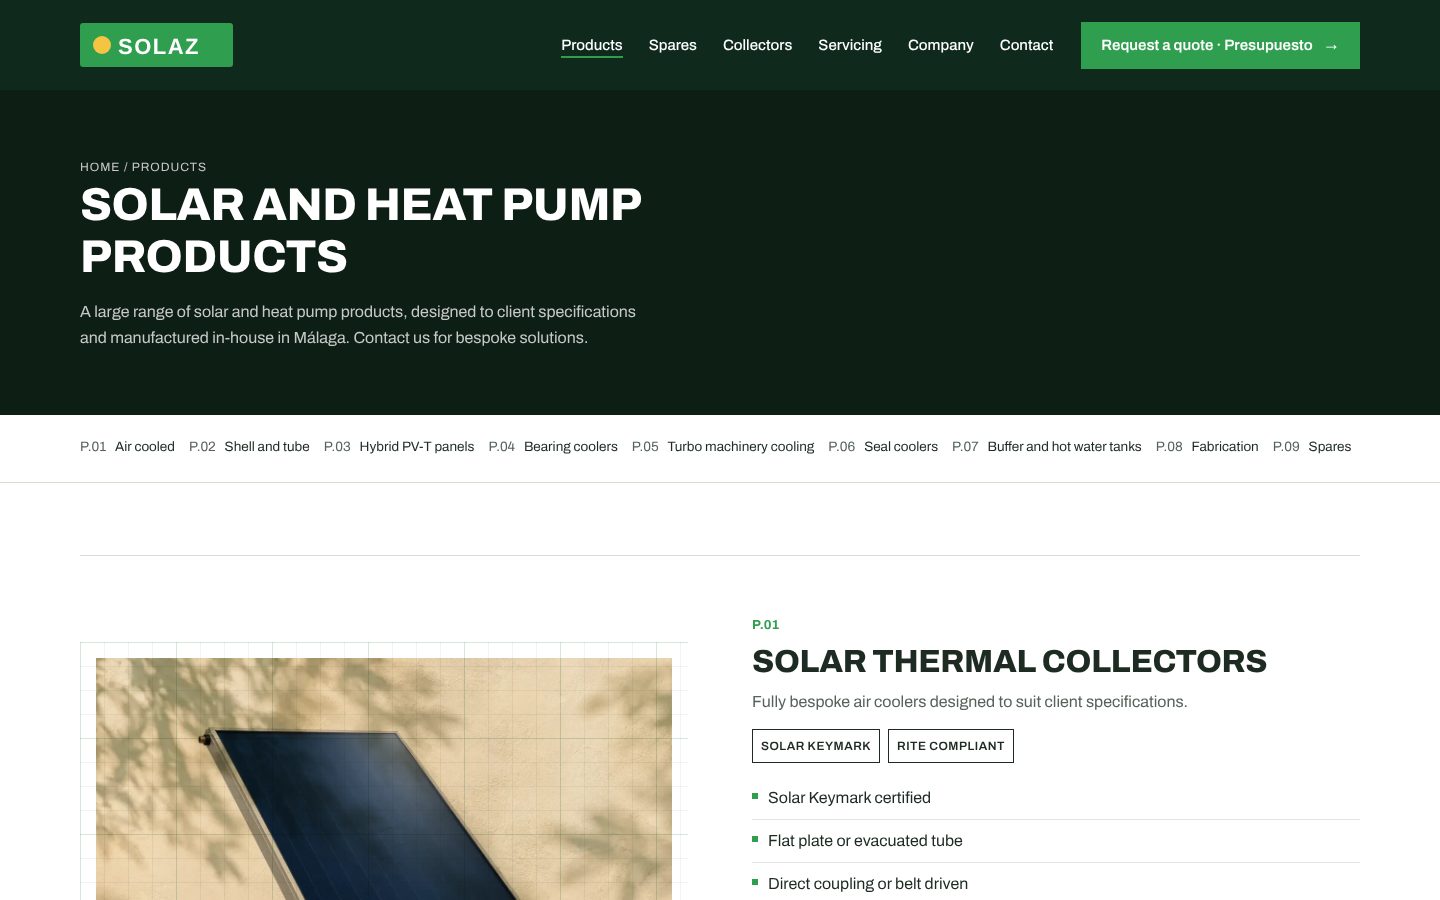 SOLAZ
Products Spares Collectors Servicing Company Contact Request a quote · Presupuesto →
HOME / PRODUCTS
SOLAR AND HEAT PUMP
PRODUCTS
A large range of solar and heat pump products, designed to client specifications
and manufactured in-house in Málaga. Contact us for bespoke solutions.
P.01 Air cooled P.02 Shell and tube P.03 Hybrid PV-T panels P.04 Bearing coolers P.05 Turbo machinery cooling P.06 Seal coolers P.07 Buffer and hot water tanks P.08 Fabrication P.09 Spares
P.01
SOLAR THERMAL COLLECTORS
Fully bespoke air coolers designed to suit client specifications.
SOLAR KEYMARK RITE COMPLIANT
Solar Keymark certified
Flat plate or evacuated tube
Direct coupling or belt driven